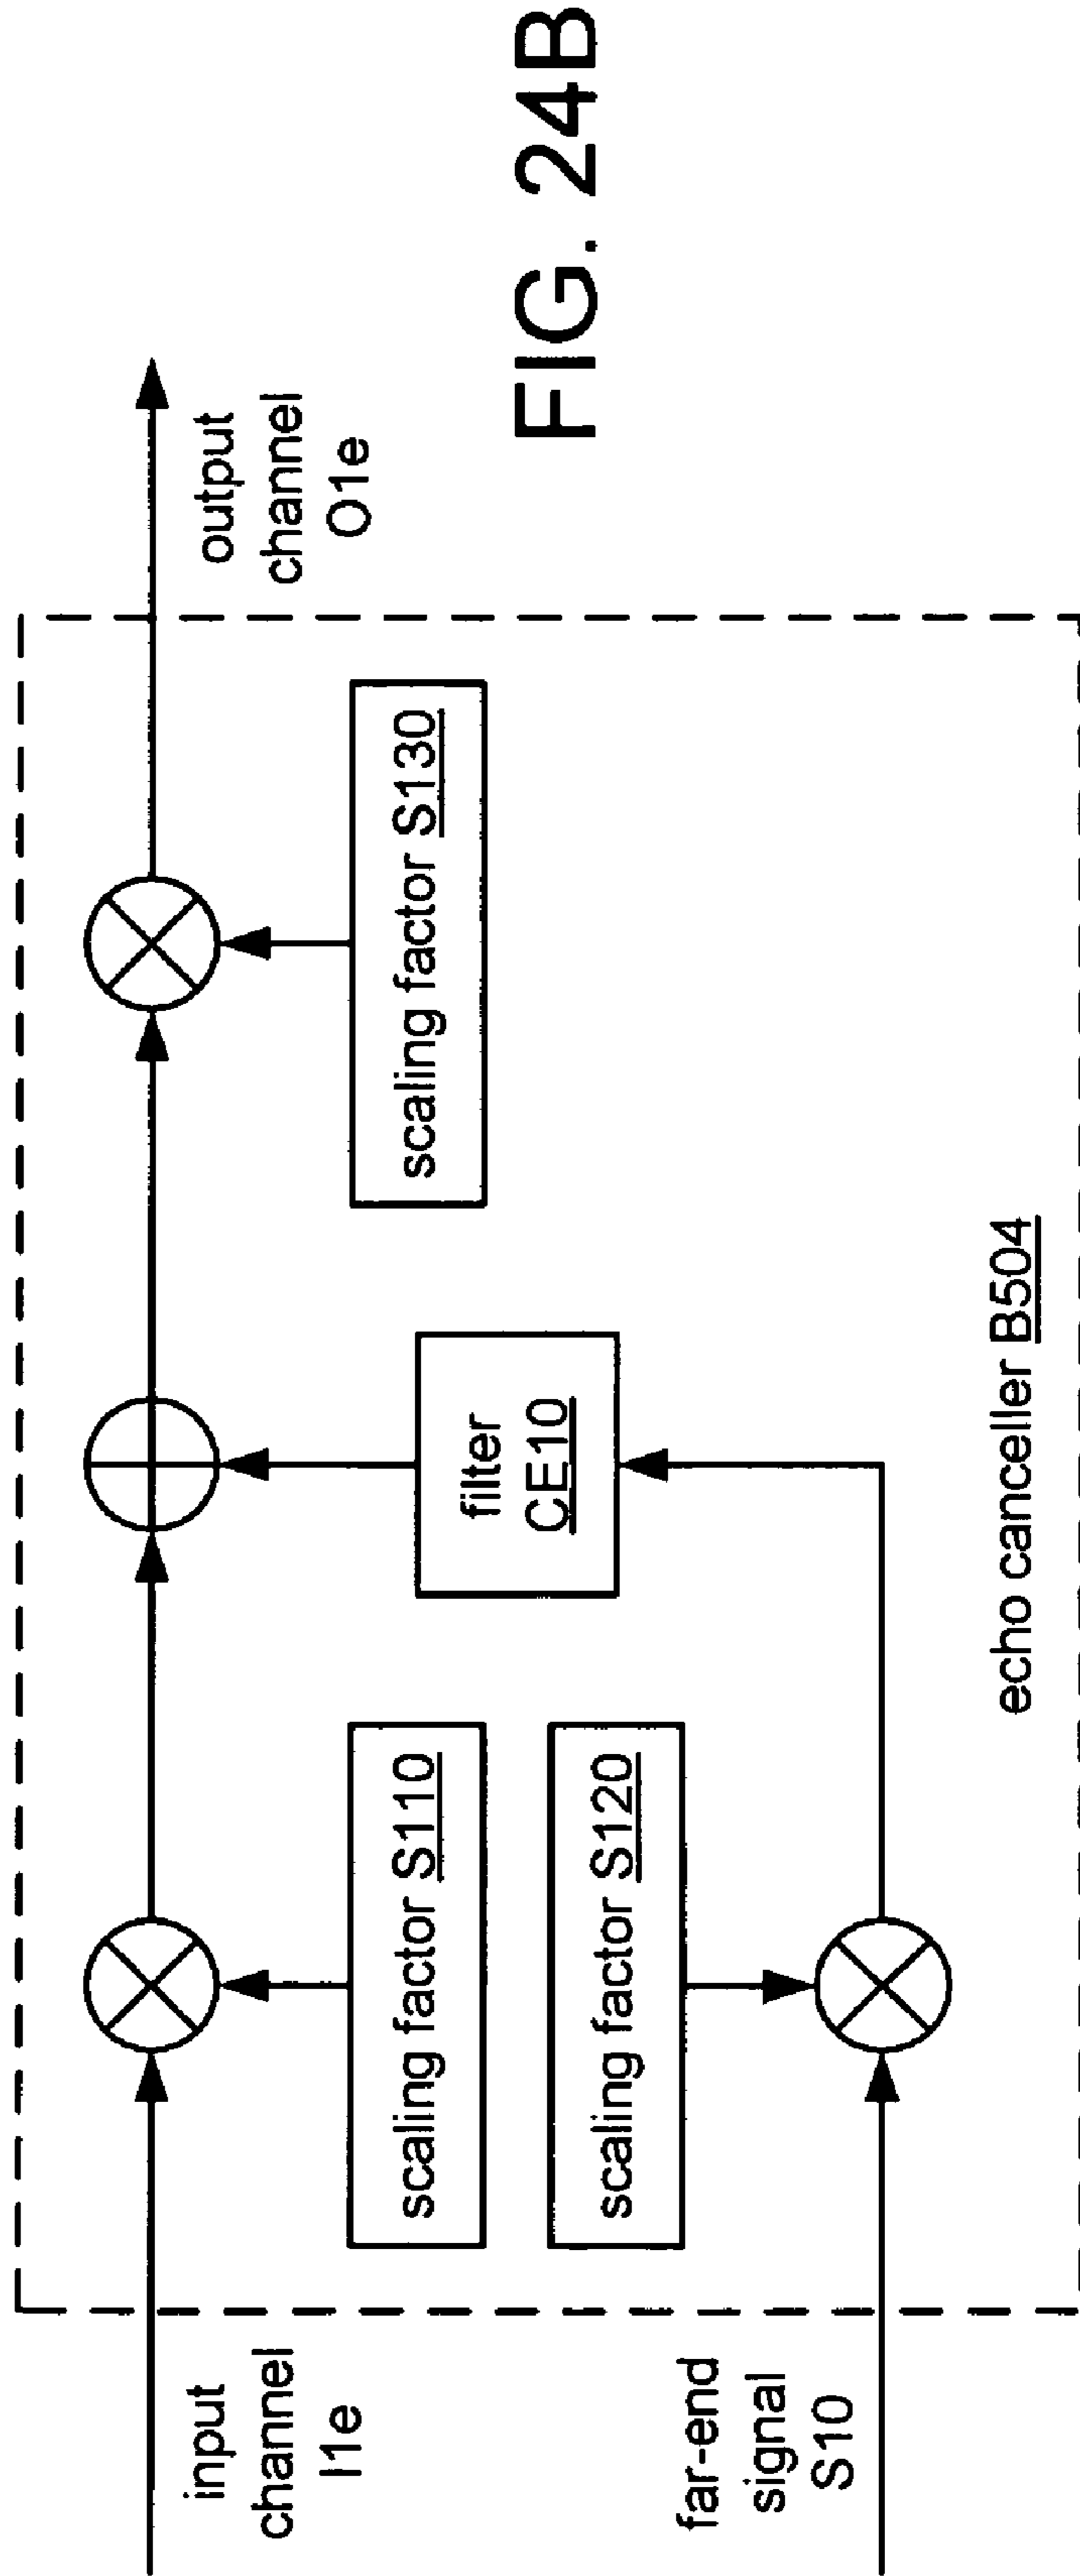 input
channel
I1e
far-end
signal
S10
scaling factor S110
scaling factor S120
filter
CE10
scaling factor S130
echo canceller B504
output
channel
O1e
FIG. 24B